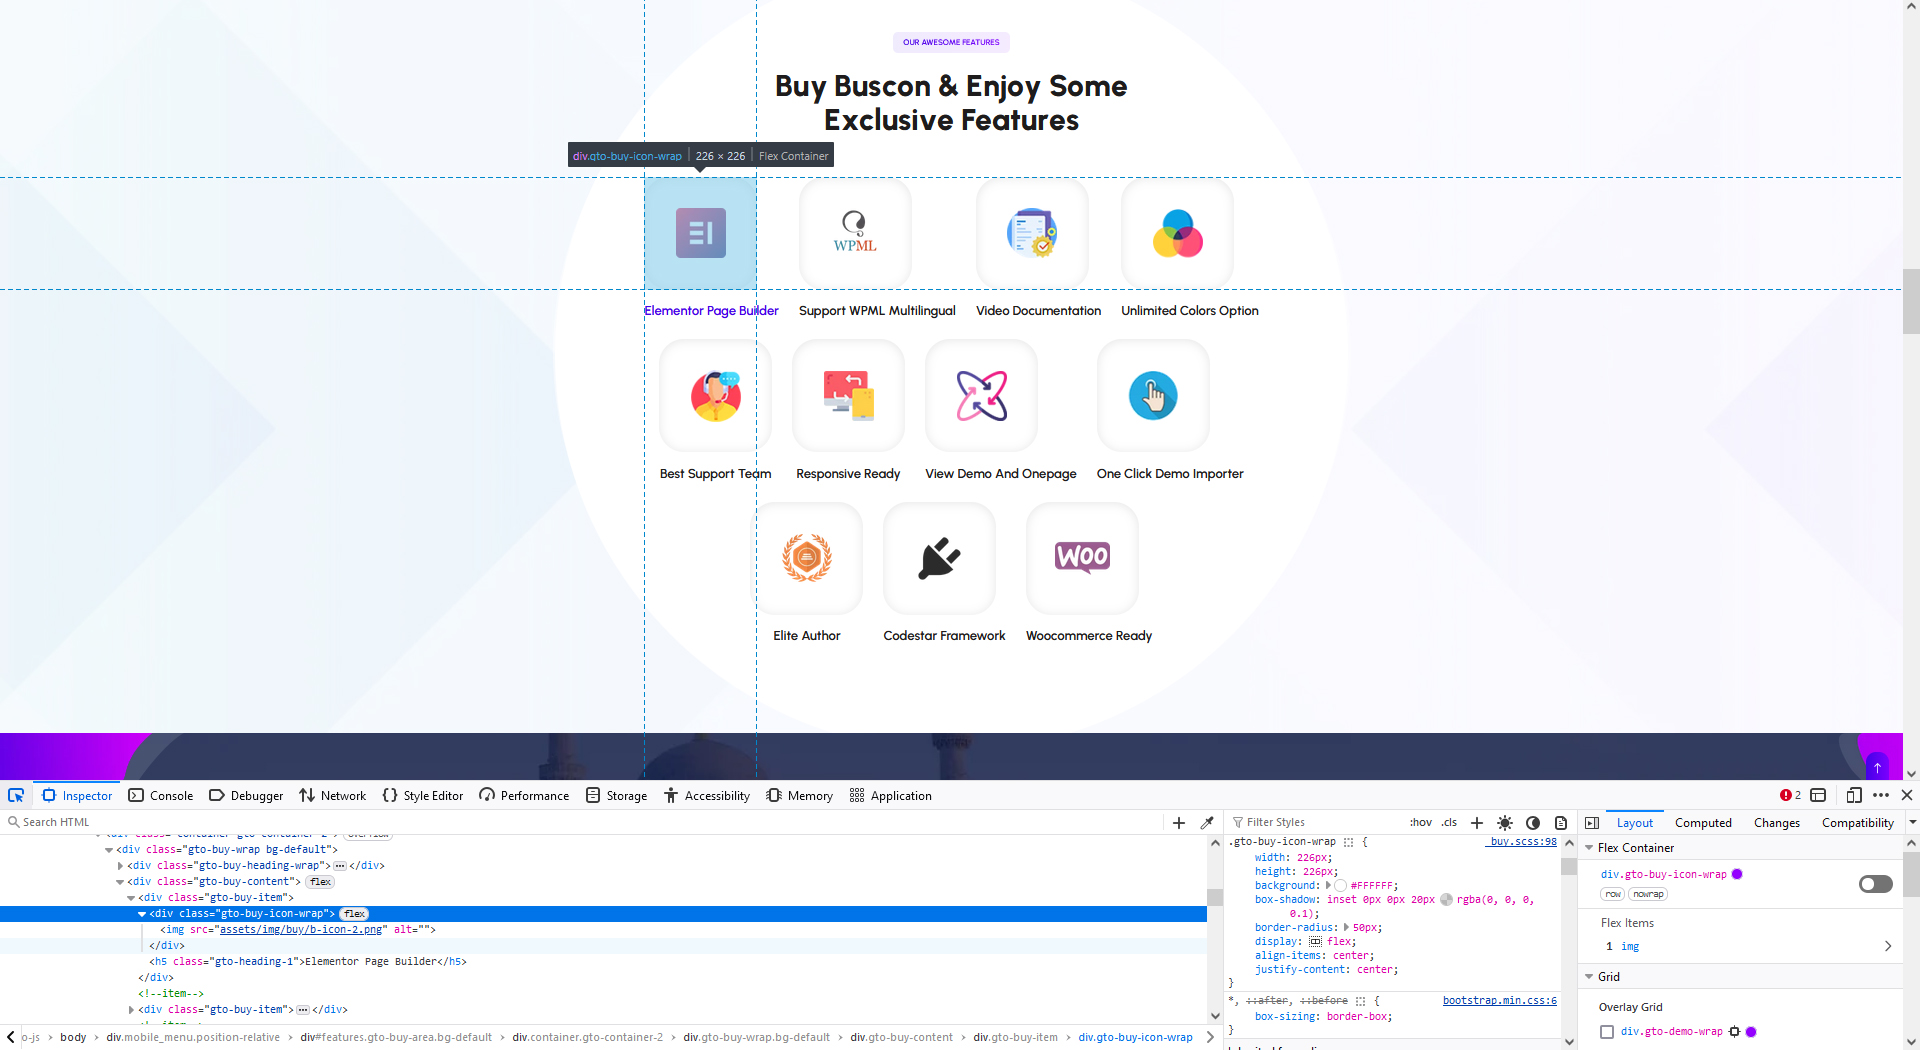 OUR AWESOME FEATURES
Buy Buscon & Enjoy Some
Exclusive Features
div.gto-buy-icon-wrap 226 × 226 Flex Container
WPML
Elementor Page Builder Support WPML Multilingual Video Documentation Unlimited Colors Option
Best Support Team Responsive Ready View Demo And Onepage One Click Demo Importer
WOO
Elite Author Codestar Framework Woocommerce Ready
Inspector Console Debugger Network Style Editor Performance Storage Accessibility Memory Application 2
Search HTML
<div class="gto-buy-wrap bg-default">
<div class="gto-buy-heading-wrap"> ••• </div>
<div class="gto-buy-content"> flex
<div class="gto-buy-item">
<div class="gto-buy-icon-wrap"> flex
<img src="assets/img/buy/b-icon-2.png" alt="">
</div>
<h5 class="gto-heading-1">Elementor Page Builder</h5>
</div>
<!--item-->
<div class="gto-buy-item"> ••• </div>
o-js > body > div.mobile_menu.position-relative > div#features.gto-buy-area.bg-default > div.container.gto-container-2 > div.gto-buy-wrap.bg-default > div.gto-buy-content > div.gto-buy-item > div.gto-buy-icon-wrap
Filter Styles :hov .cls
.gto-buy-icon-wrap { _buy.scss:98
width: 226px;
height: 226px;
background: #FFFFFF;
box-shadow: inset 0px 0px 20px rgba(0, 0, 0,
0.1);
border-radius: 50px;
display: flex;
align-items: center;
justify-content: center;
}
*, ::after, ::before { bootstrap.min.css:6
box-sizing: border-box;
}
Layout Computed Changes Compatibility
Flex Container
div.gto-buy-icon-wrap
row nowrap
Flex Items
1 img
Grid
Overlay Grid
div.gto-demo-wrap